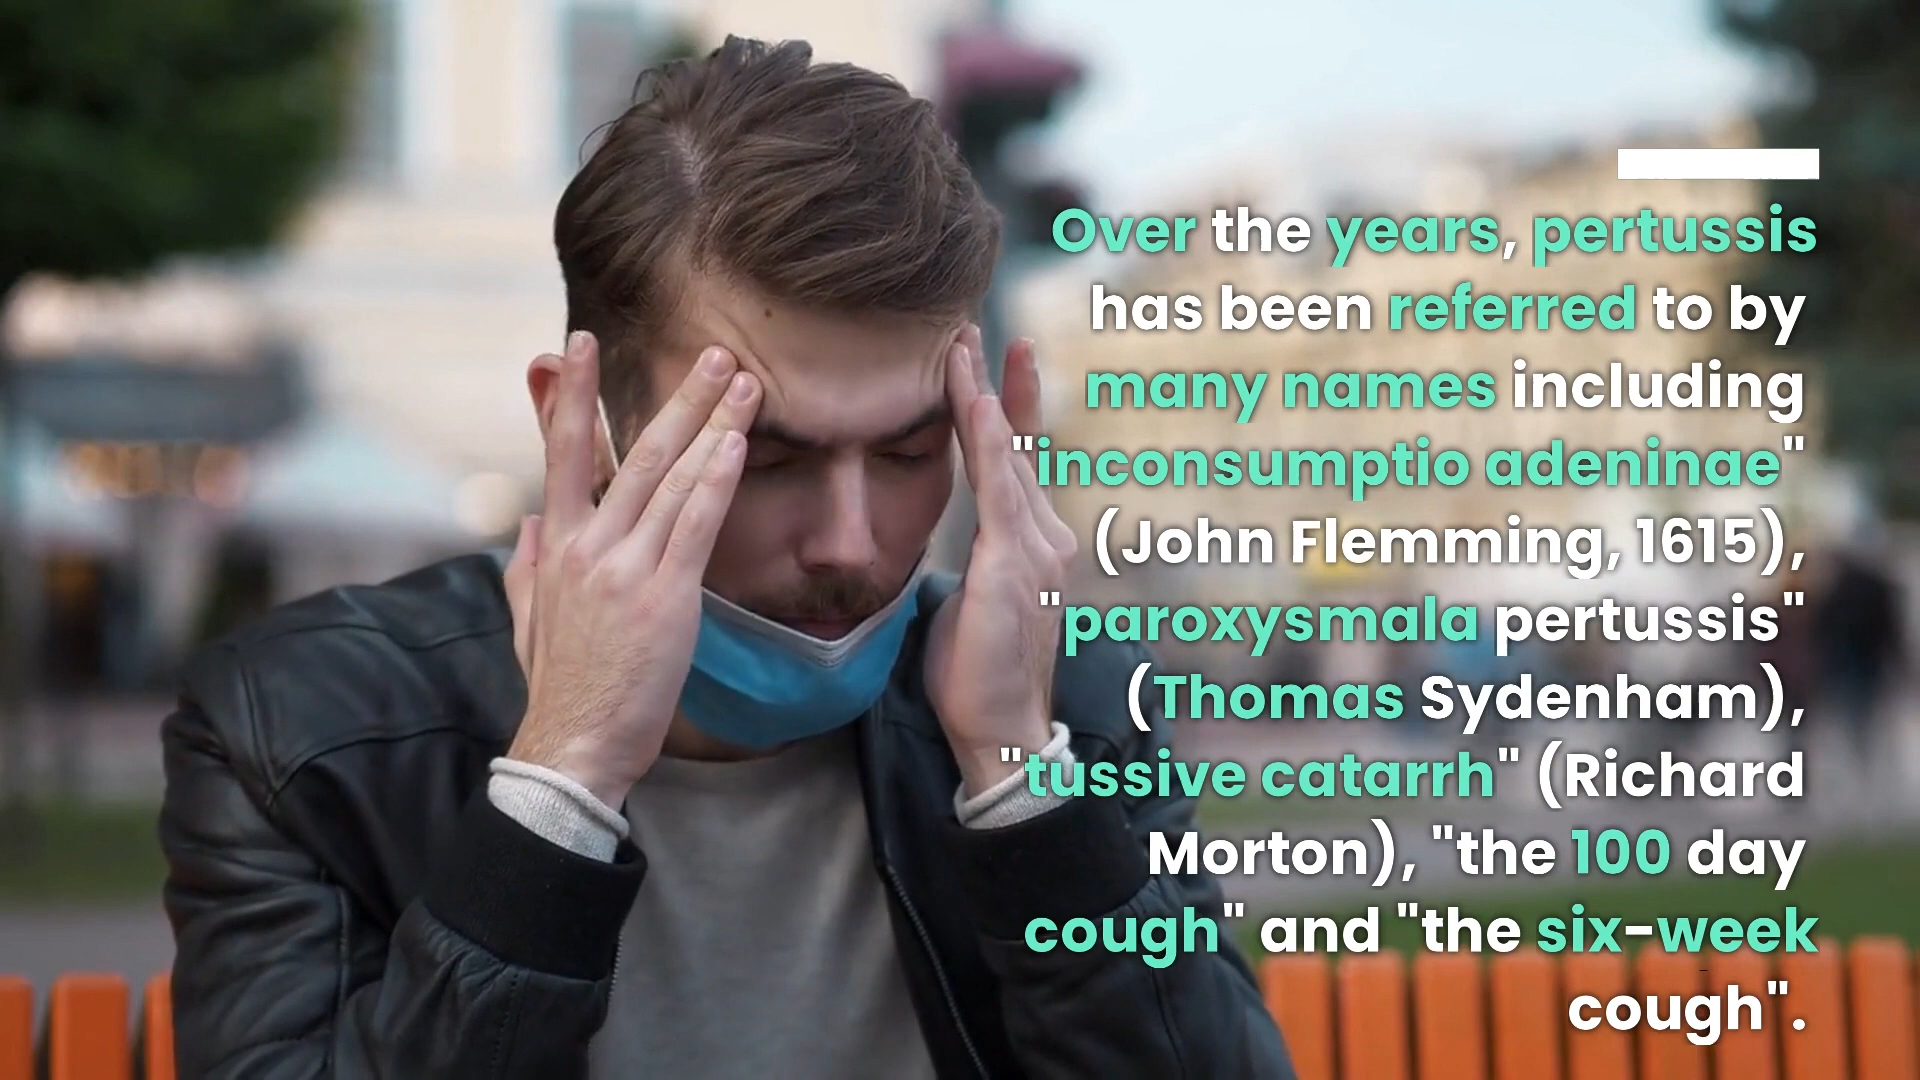 Over the years, pertussis
has been referred to by
many names including
"inconsumptio adeninae"
(John Flemming, 1615),
"paroxysmala pertussis"
(Thomas Sydenham),
"tussive catarrh" (Richard
Morton), "the 100 day
cough" and "the six-week
cough".